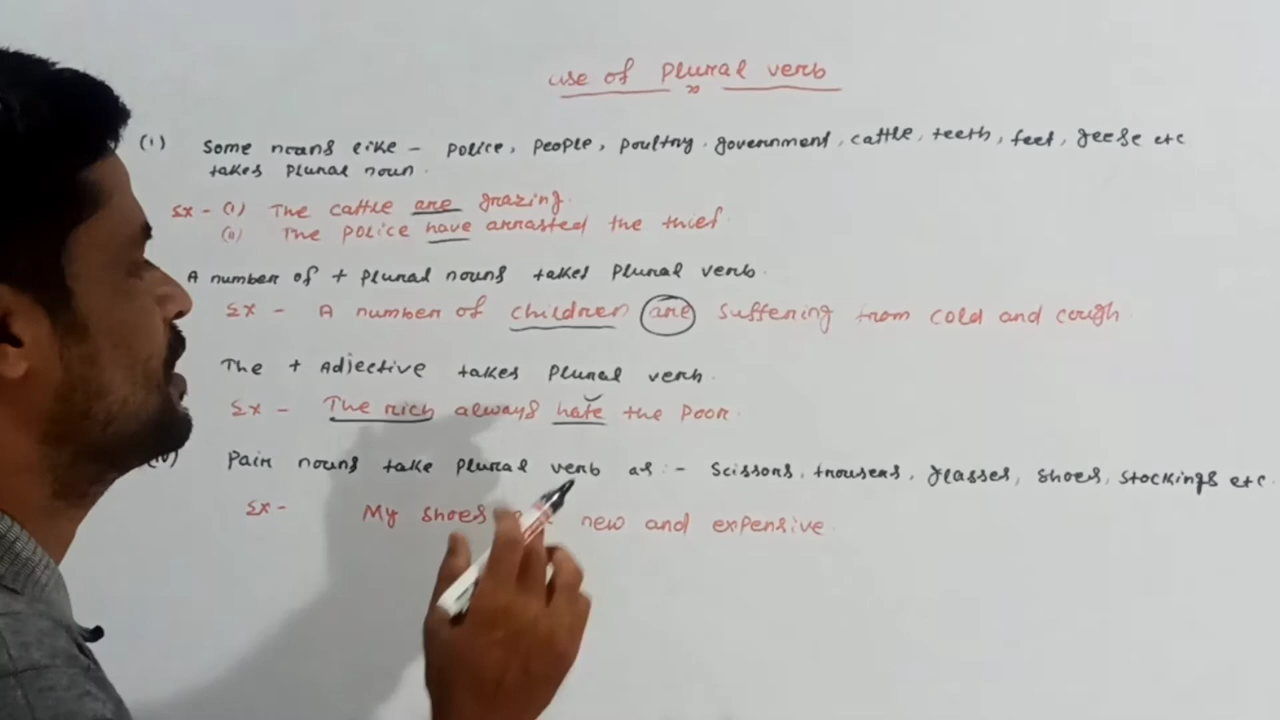 use of plural verb
(i) Some nouns like - police, people, poultry, government, cattle, teeth, feet, geese etc
takes plural noun.
Ex - (i) The cattle are grazing.
(ii) The police have arrasted the thief
A number of + plural nouns takes plural verb.
Ex - A number of children are suffering from cold and cough
The + Adjective takes plural verb.
Ex - The rich always hate the poor.
Pair nouns take plural verb as :- Scissors, trousers, glasses, shoes, stockings etc.
Ex - My shoes new and expensive.